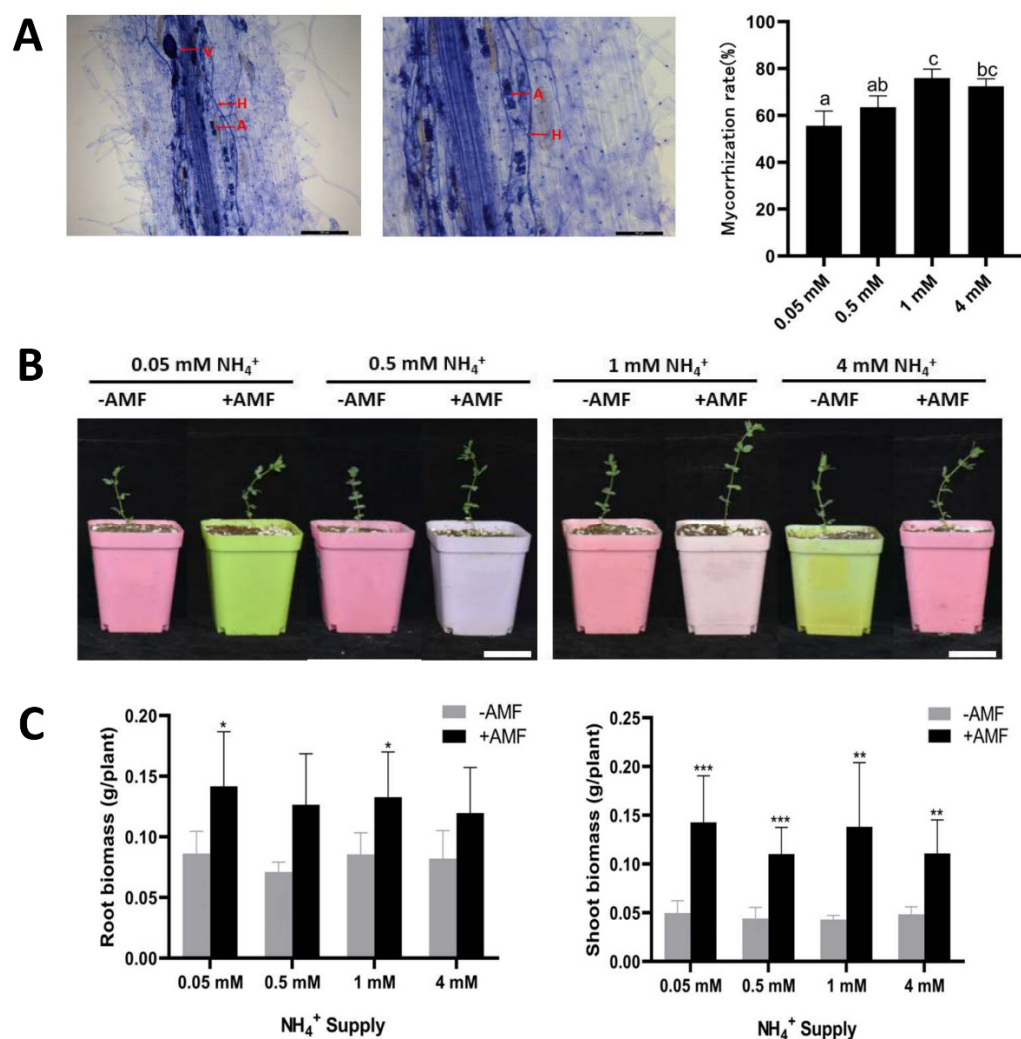 A
V
H
A
A
H
Mycorrhization rate(%)
100
80
60
40
20
0
a
ab
c
bc
0.05 mM
0.5 mM
1 mM
4 mM
B
0.05 mM NH₄⁺
0.5 mM NH₄⁺
1 mM NH₄⁺
4 mM NH₄⁺
-AMF
+AMF
-AMF
+AMF
-AMF
+AMF
-AMF
+AMF
C
Root biomass (g/plant)
0.20
0.15
0.10
0.05
0.00
-AMF
+AMF
*
*
0.05 mM
0.5 mM
1 mM
4 mM
NH₄⁺ Supply
Shoot biomass (g/plant)
0.25
0.20
0.15
0.10
0.05
0.00
-AMF
+AMF
***
***
**
**
0.05 mM
0.5 mM
1 mM
4 mM
NH₄⁺ Supply